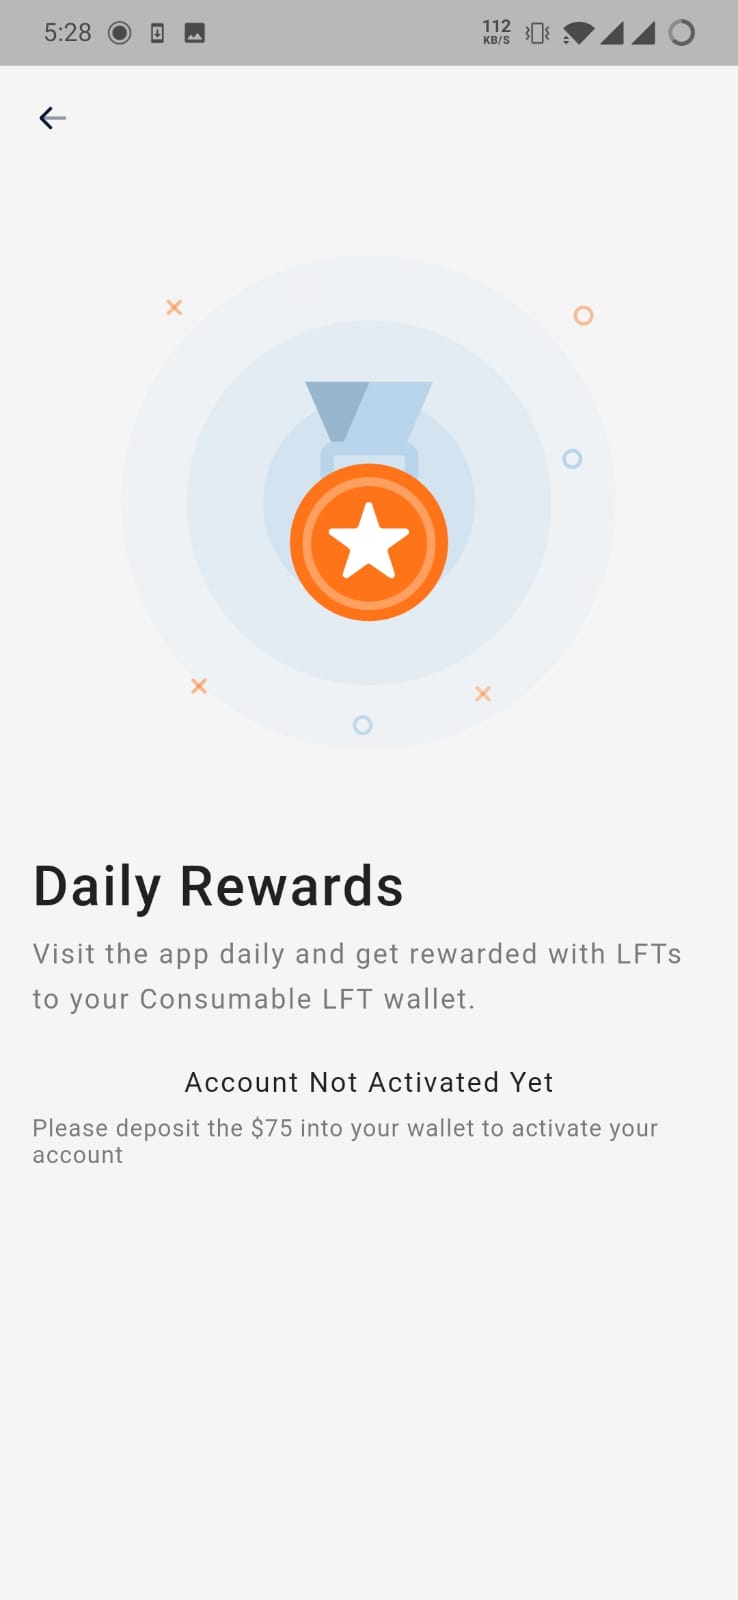 5:28
112
KB/S
Daily Rewards
Visit the app daily and get rewarded with LFTs
to your Consumable LFT wallet.
Account Not Activated Yet
Please deposit the $75 into your wallet to activate your
account